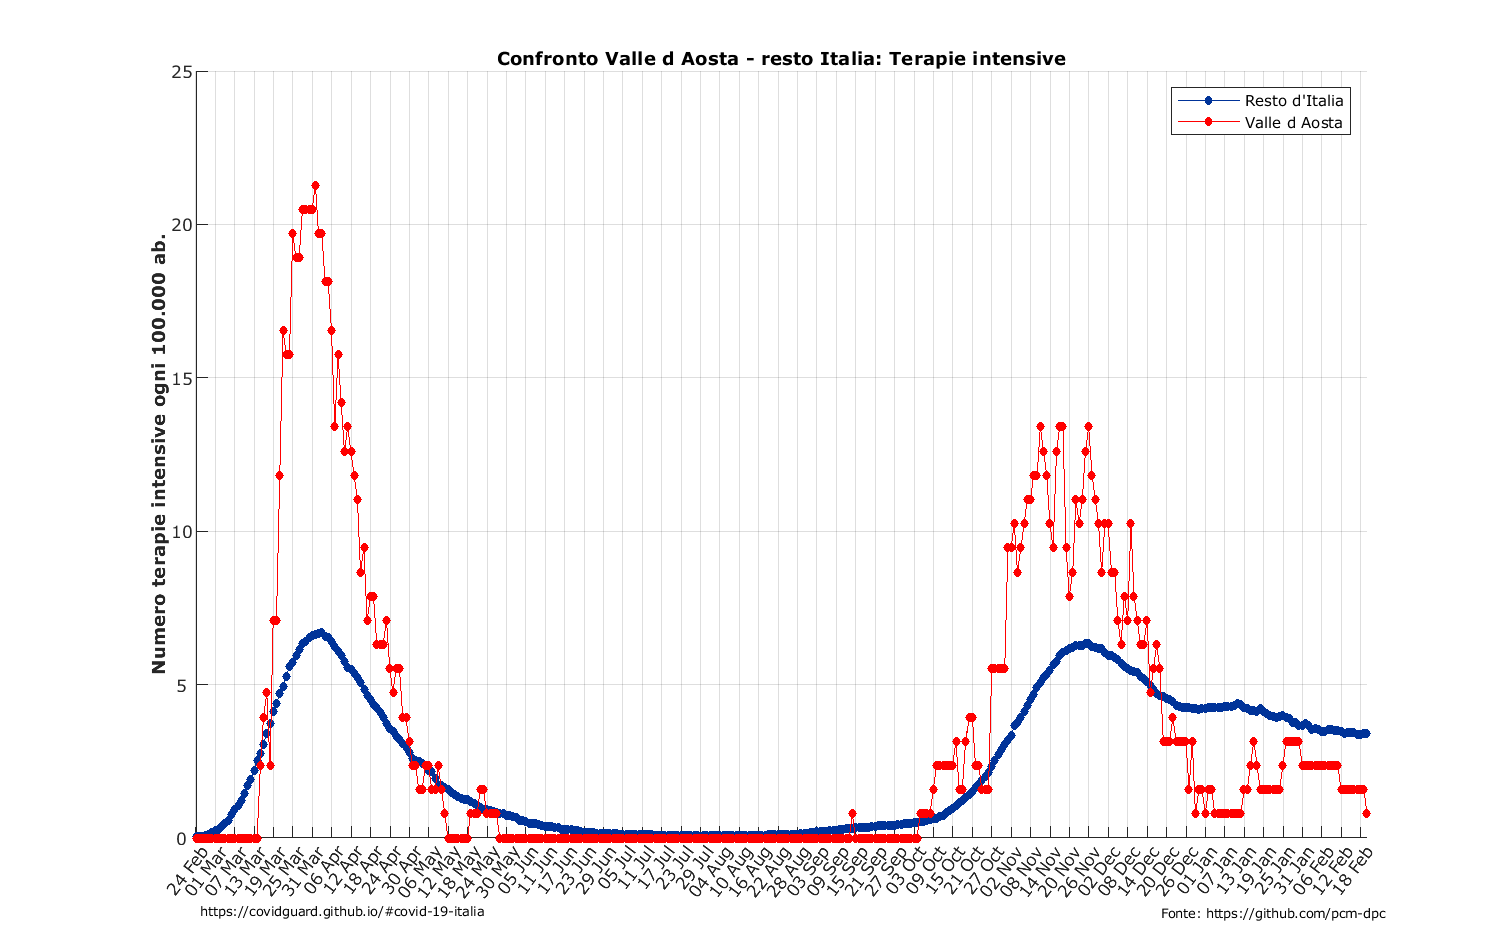 Confronto Valle d Aosta - resto Italia: Terapie intensive
Resto d'Italia
Valle d Aosta
Numero terapie intensive ogni 100.000 ab.
25
20
15
10
5
0
24 Feb
01 Mar
07 Mar
13 Mar
19 Mar
25 Mar
31 Mar
06 Apr
12 Apr
18 Apr
24 Apr
30 Apr
06 May
12 May
18 May
24 May
30 May
05 Jun
11 Jun
17 Jun
23 Jun
29 Jun
05 Jul
11 Jul
17 Jul
23 Jul
29 Jul
04 Aug
10 Aug
16 Aug
22 Aug
28 Aug
03 Sep
09 Sep
15 Sep
21 Sep
27 Sep
03 Oct
09 Oct
15 Oct
21 Oct
27 Oct
02 Nov
08 Nov
14 Nov
20 Nov
26 Nov
02 Dec
08 Dec
14 Dec
20 Dec
26 Dec
01 Jan
07 Jan
13 Jan
19 Jan
25 Jan
31 Jan
06 Feb
12 Feb
18 Feb
https://covidguard.github.io/#covid-19-italia
Fonte: https://github.com/pcm-dpc